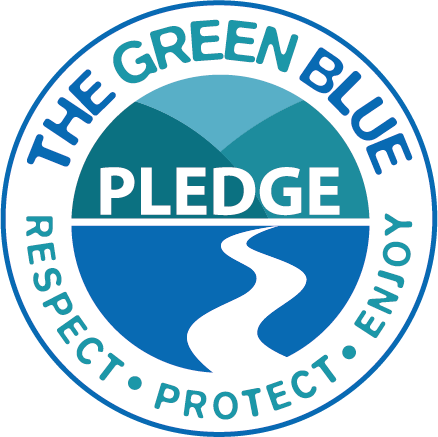 THE GREEN BLUE
PLEDGE
RESPECT • PROTECT • ENJOY